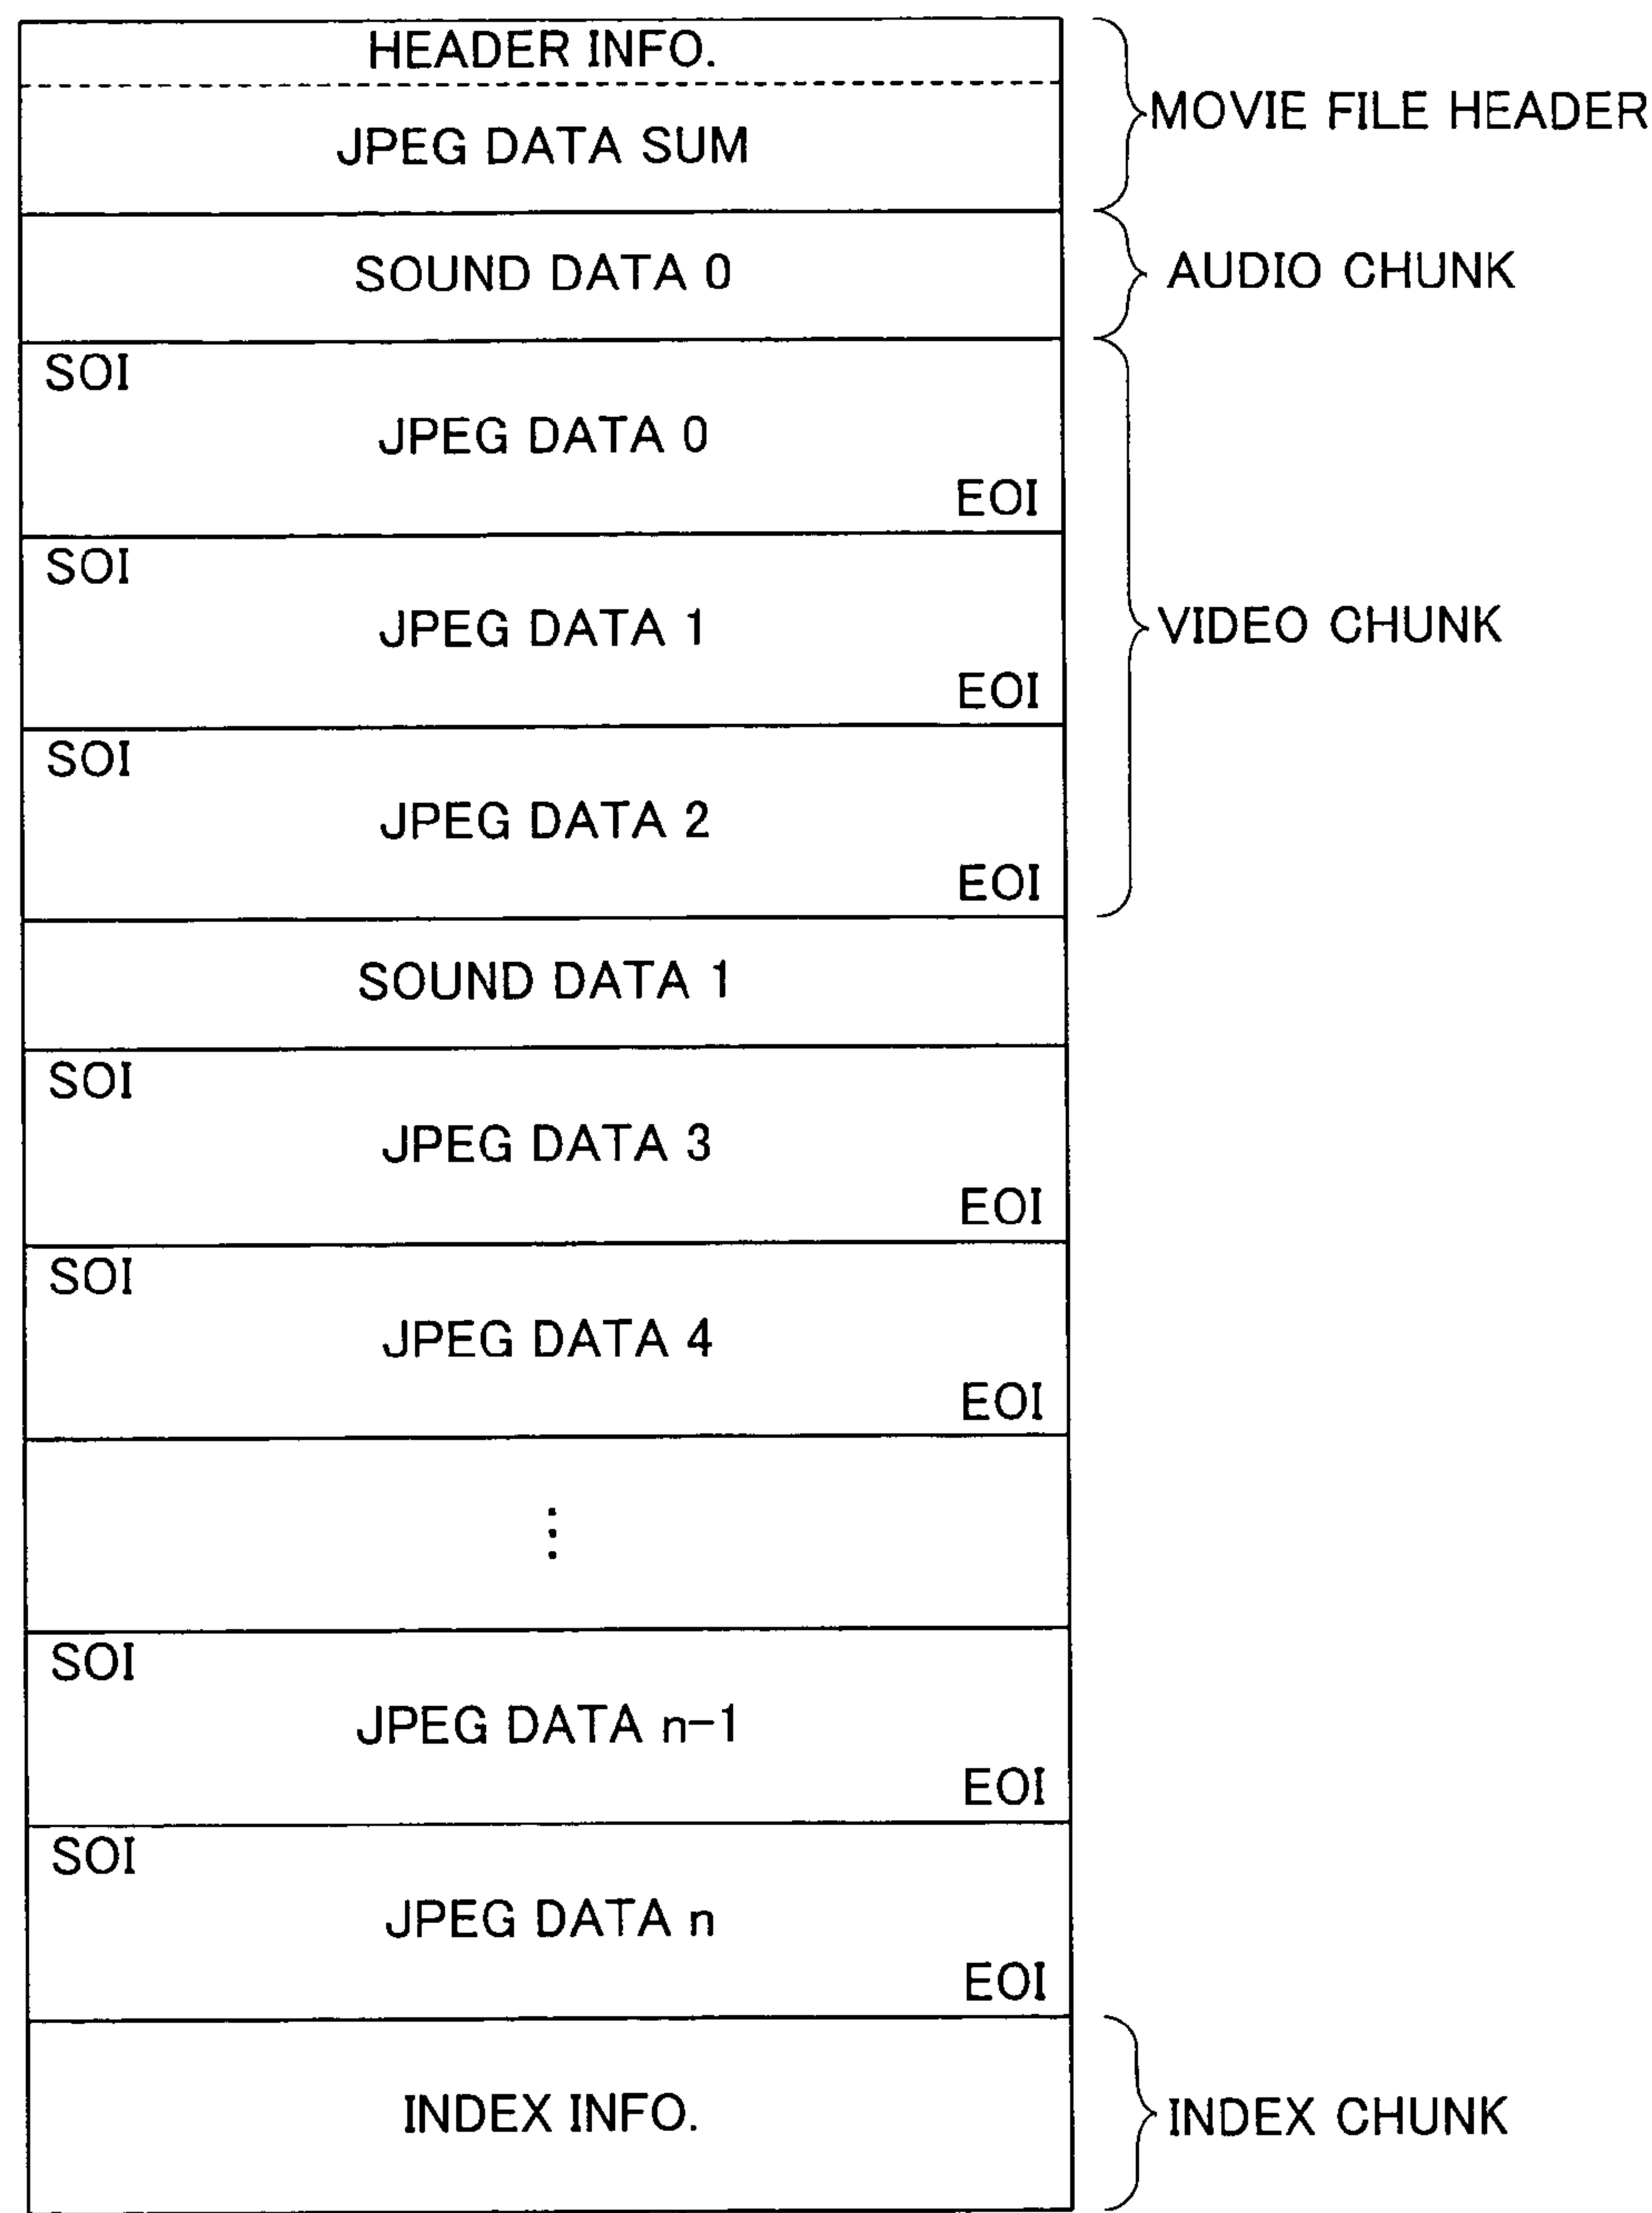 HEADER INFO.
JPEG DATA SUM
MOVIE FILE HEADER
SOUND DATA 0
AUDIO CHUNK
SOI
JPEG DATA 0
EOI
SOI
JPEG DATA 1
EOI
VIDEO CHUNK
SOI
JPEG DATA 2
EOI
SOUND DATA 1
SOI
JPEG DATA 3
EOI
SOI
JPEG DATA 4
EOI
⋮
SOI
JPEG DATA n-1
EOI
SOI
JPEG DATA n
EOI
INDEX INFO.
INDEX CHUNK